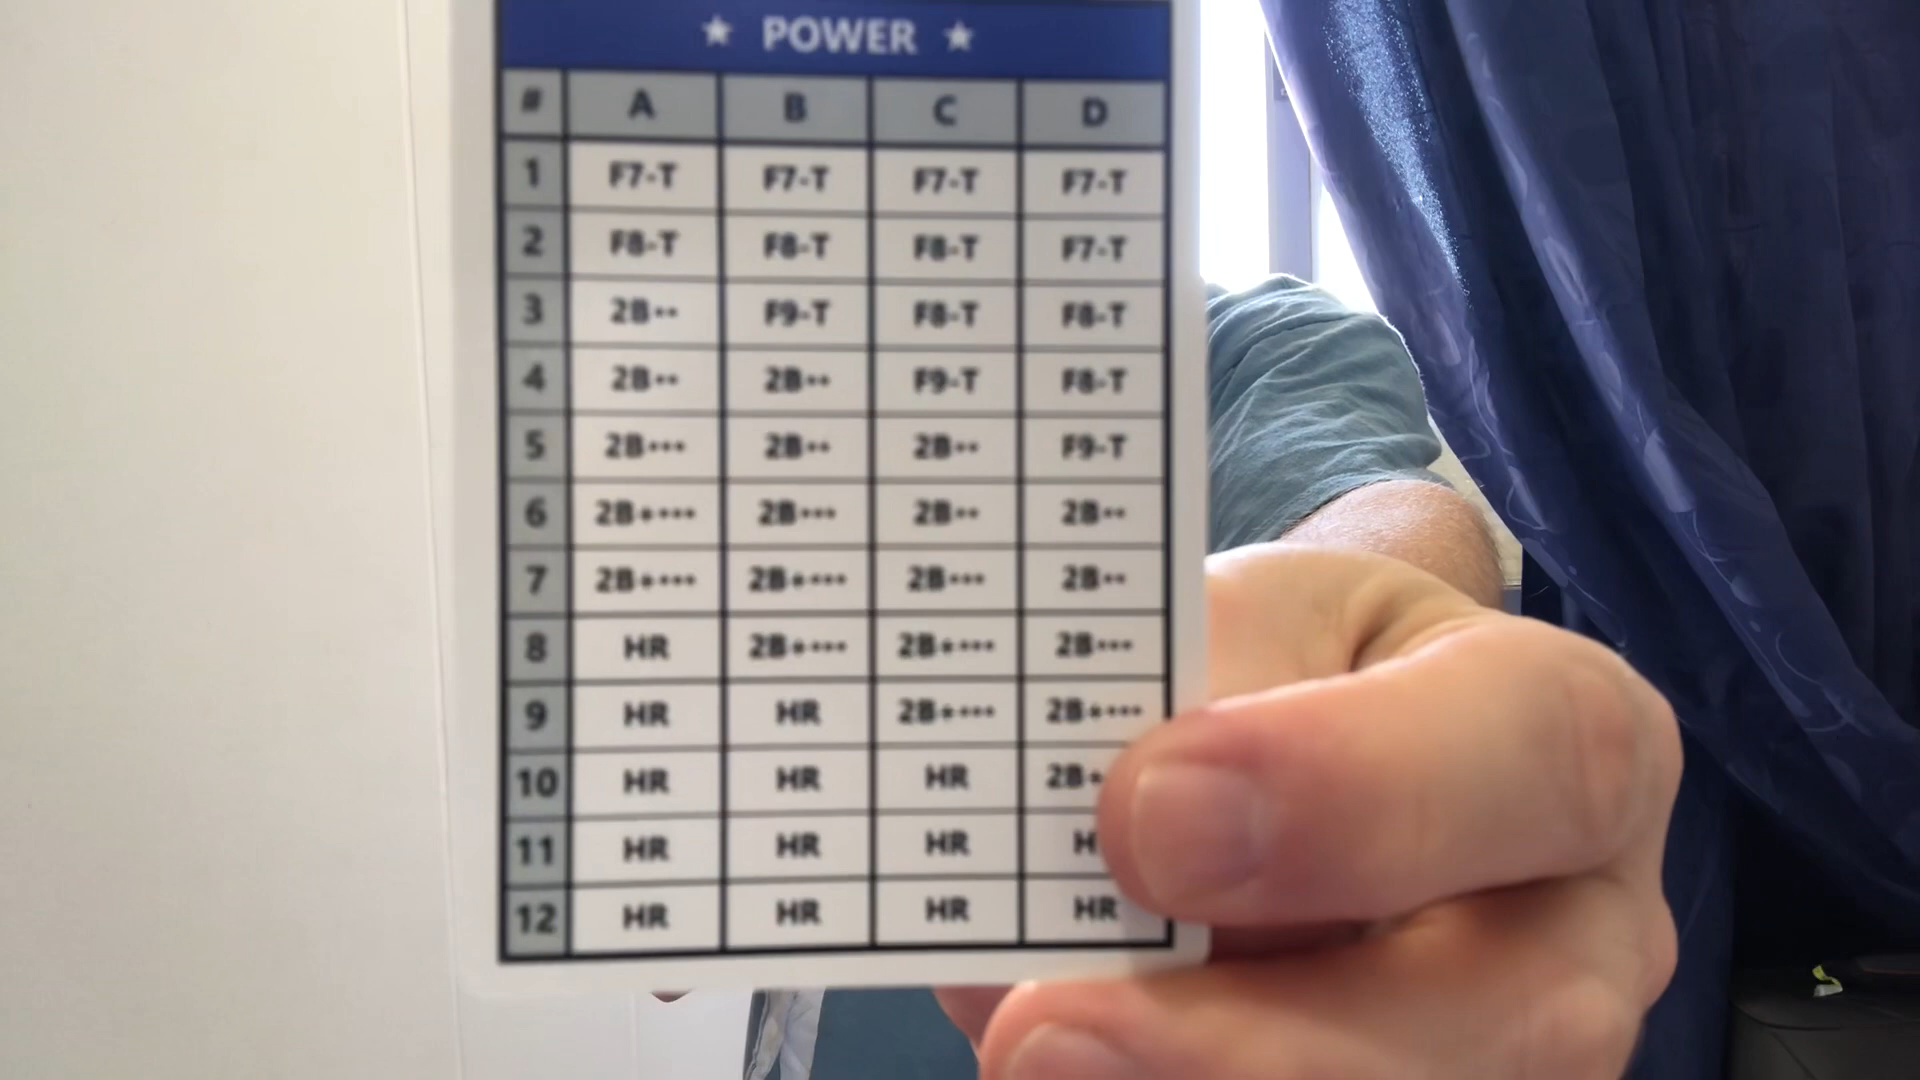 ★ POWER ★
# A B C D
1 F7-T F7-T F7-T F7-T
2 F8-T F8-T F8-T F7-T
3 2B•• F9-T F8-T F8-T
4 2B•• 2B•• F9-T F8-T
5 2B••• 2B•• 2B•• F9-T
6 2B+••• 2B••• 2B•• 2B••
7 2B+••• 2B+••• 2B••• 2B••
8 HR 2B+••• 2B+••• 2B•••
9 HR HR 2B+••• 2B+•••
10 HR HR HR
11 HR HR HR
12 HR HR HR HR